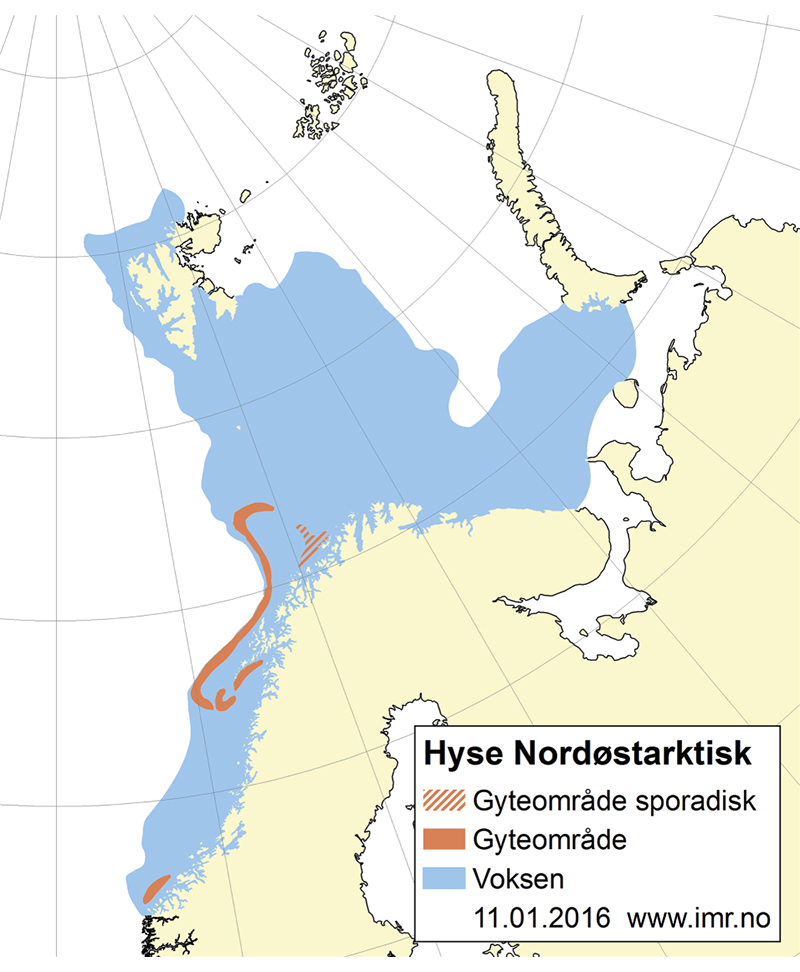 Hyse Nordøstarktisk
Gyteområde sporadisk
Gyteområde
Voksen
11.01.2016 www.imr.no